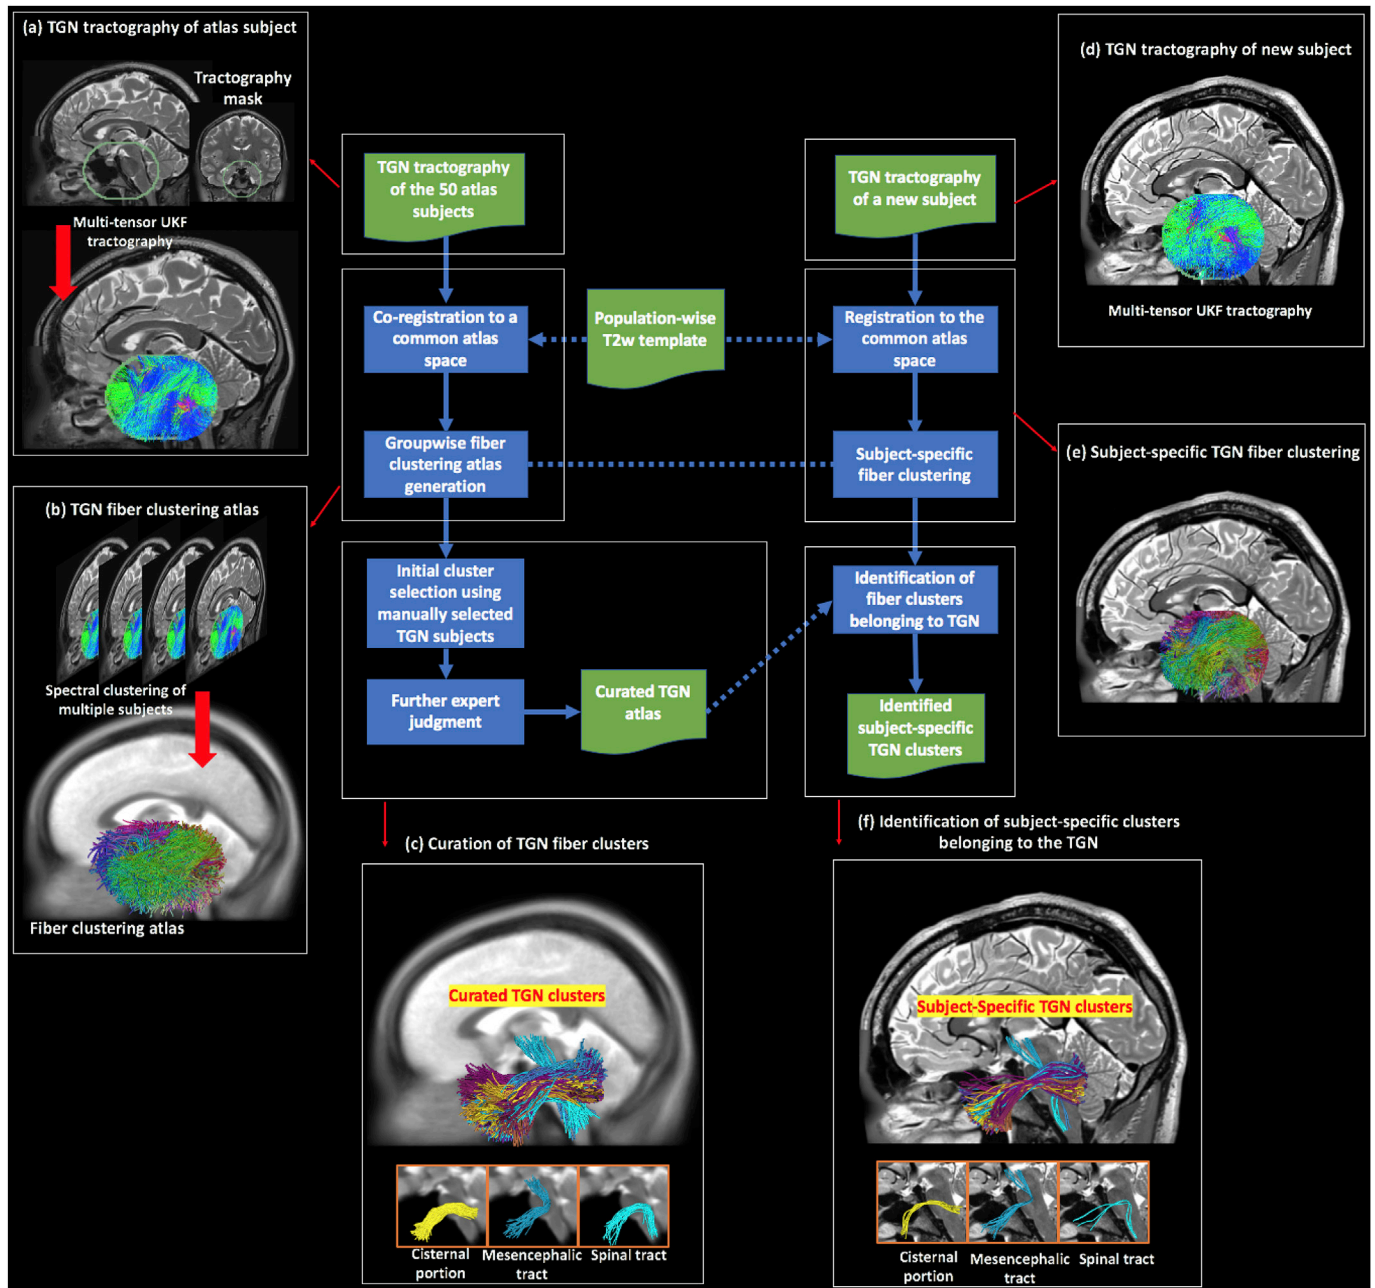 (a) TGN tractography of atlas subject
Tractography
mask
Multi-tensor UKF
tractography
(b) TGN fiber clustering atlas
Spectral clustering of
multiple subjects
Fiber clustering atlas
TGN tractography
of the 50 atlas
subjects
Co-registration to a
common atlas
space
Groupwise fiber
clustering atlas
generation
Initial cluster
selection using
manually selected
TGN subjects
Further expert
judgment
Curated TGN
atlas
Population-wise
T2w template
TGN tractography
of a new subject
Registration to the
common atlas
space
Subject-specific
fiber clustering
Identification of
fiber clusters
belonging to TGN
Identified
subject-specific
TGN clusters
(c) Curation of TGN fiber clusters
Curated TGN clusters
Cisternal
portion
Mesencephalic
tract
Spinal tract
(d) TGN tractography of new subject
Multi-tensor UKF tractography
(e) Subject-specific TGN fiber clustering
(f) Identification of subject-specific clusters
belonging to the TGN
Subject-Specific TGN clusters
Cisternal
portion
Mesencephalic
tract
Spinal tract